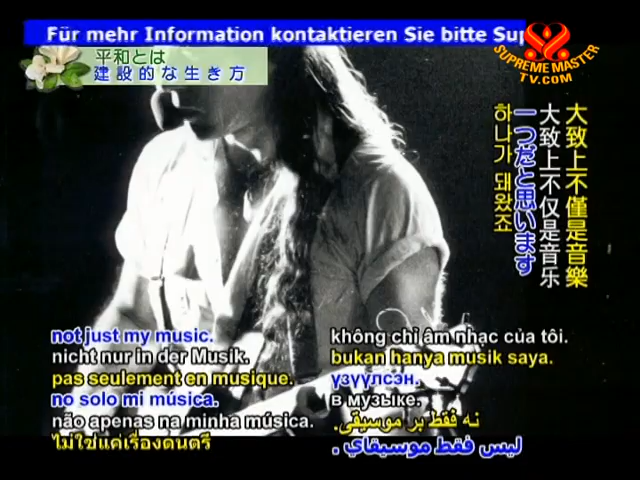 Für mehr Information kontaktieren Sie bitte Sup
SUPREME MASTER
TV.COM
平和とは
建設的な生き方
大致上不僅是音樂
大致上不仅是音乐
一つだと思います
하나가 돼왔죠
not just my music.
nicht nur in der Musik.
pas seulement en musique.
no solo mi música.
não apenas na minha música.
ไม่ใช่แค่เรื่องดนตรี
không chỉ âm nhạc của tôi.
bukan hanya musik saya.
үзүүлсэн.
в музыке.
نه فقط بر موسیقی.
ليس فقط موسيقاي .